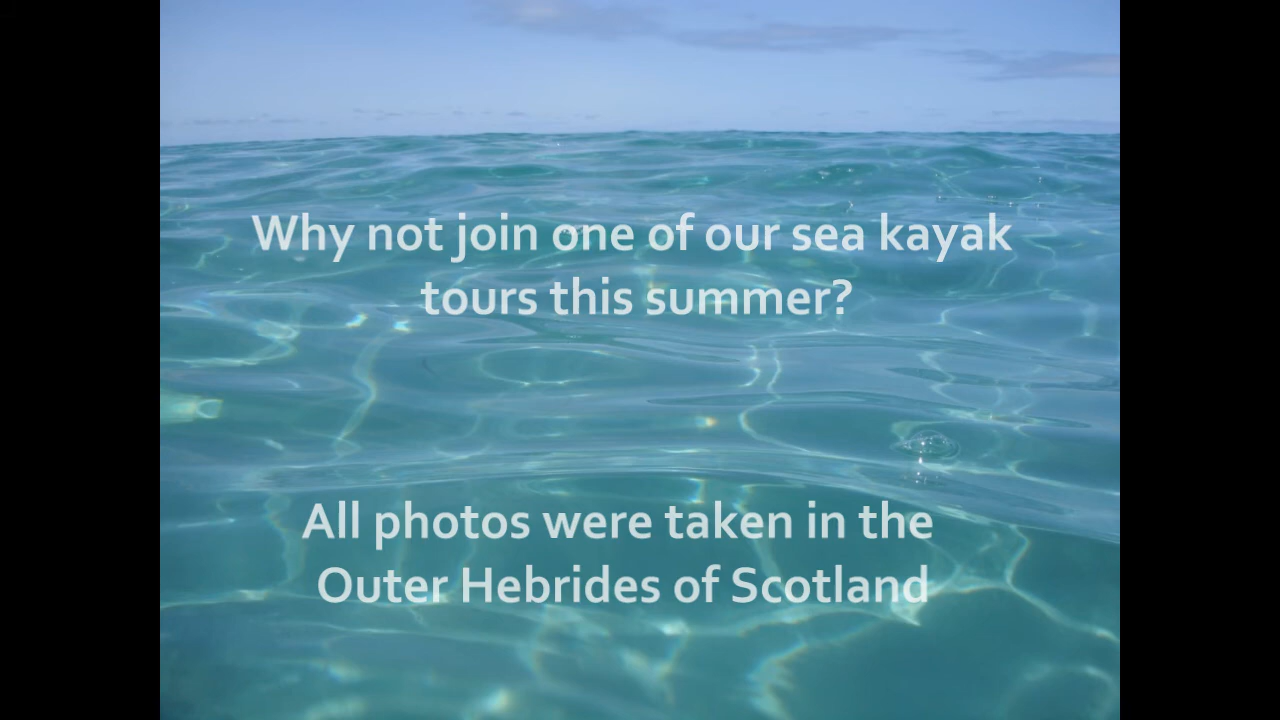 Why not join one of our sea kayak
tours this summer?
All photos were taken in the
Outer Hebrides of Scotland